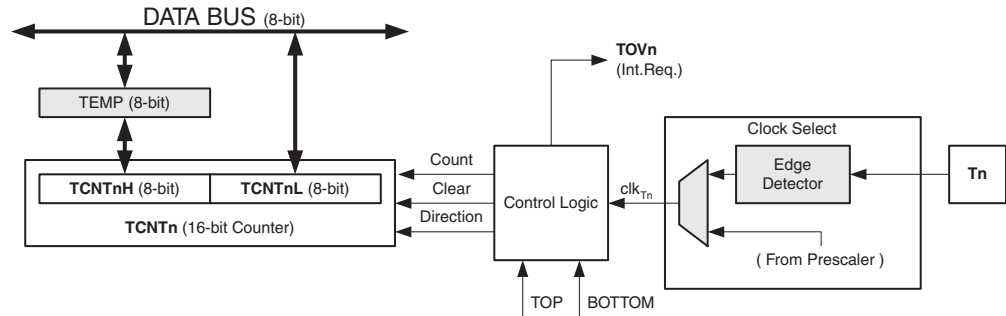 DATA BUS (8-bit)
TOVn
(Int.Req.)
TEMP (8-bit)
Clock Select
Count
Edge
Detector
Tn
TCNTnH (8-bit)
TCNTnL (8-bit)
Clear
Control Logic
clkTn
TCNTn (16-bit Counter)
Direction
( From Prescaler )
TOP
BOTTOM